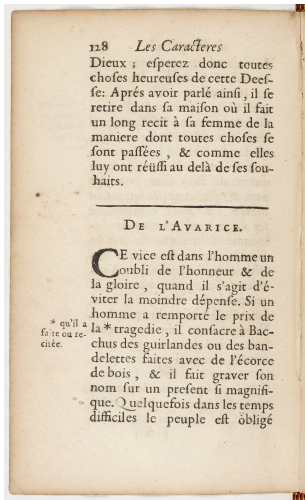 128 Les Caracteres
Dieux ; esperez donc toutes
choses heureuses de cette Dees-
se: Aprés avoir parlé ainsi, il se
retire dans sa maison où il fait
un long recit à sa femme de la
maniere dont toutes choses se
sont passées , & comme elles
luy ont réüssi au delà de ses sou-
haits.
DE L'AVARICE.
CE vice est dans l'homme un
oubli de l'honneur & de
la gloire , quand il s'agit d'é-
viter la moindre dépense. Si un
homme a remporté le prix de
la * tragedie , il consacre à Bac-
chus des guirlandes ou des ban-
delettes faites avec de l'écorce
de bois , & il fait graver son
nom sur un present si magnifi-
que. Quelquefois dans les temps
difficiles le peuple est obligé
* qu'il a
faite ou re-
citée.